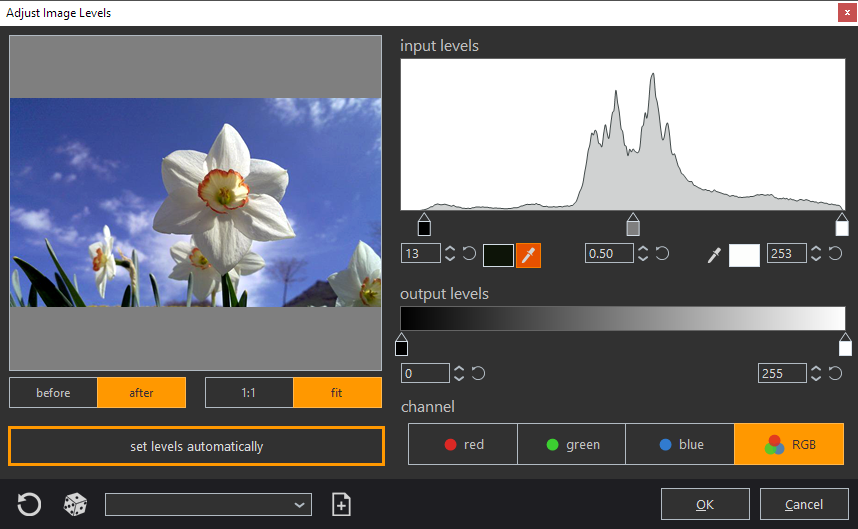 Adjust Image Levels
x
input levels
13
0.50
253
output levels
0
255
before
after
1:1
fit
channel
set levels automatically
red
green
blue
RGB
OK
Cancel